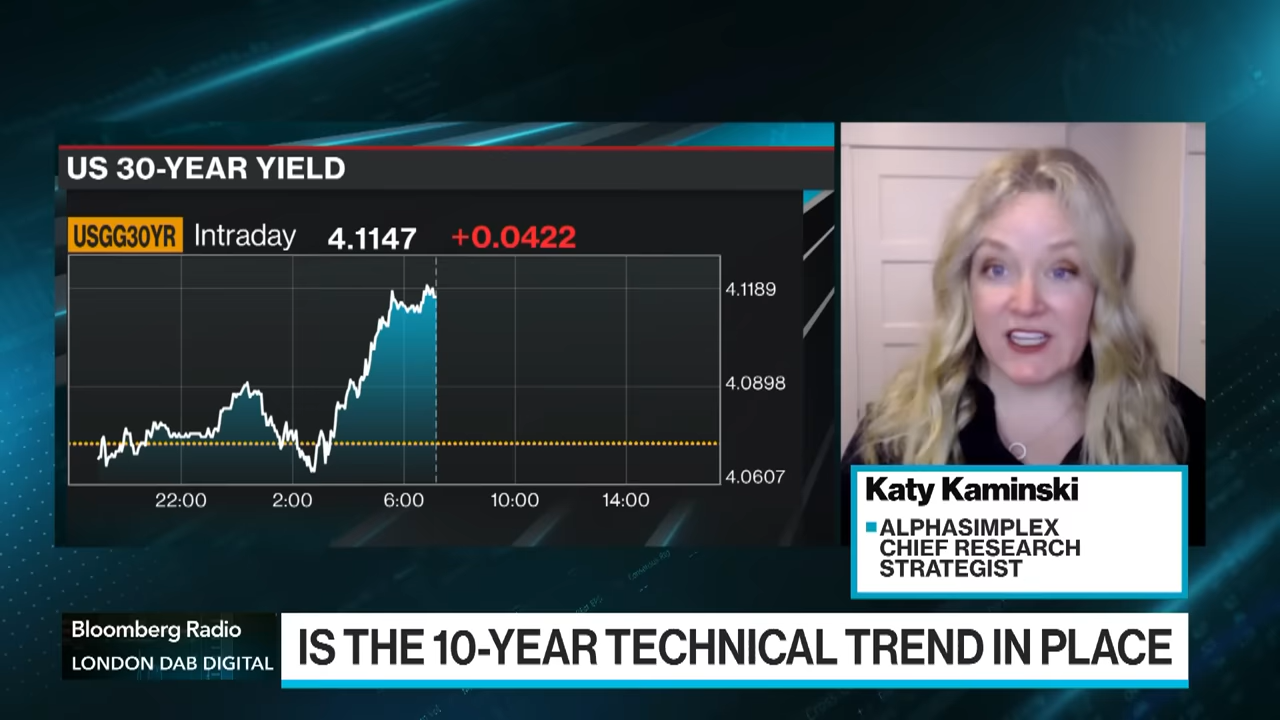 US 30-YEAR YIELD
USGG30YR Intraday 4.1147 +0.0422
4.1189
4.0898
4.0607
22:00 2:00 6:00 10:00 14:00
Katy Kaminski
ALPHASIMPLEX
CHIEF RESEARCH
STRATEGIST
Bloomberg Radio
LONDON DAB DIGITAL
IS THE 10-YEAR TECHNICAL TREND IN PLACE